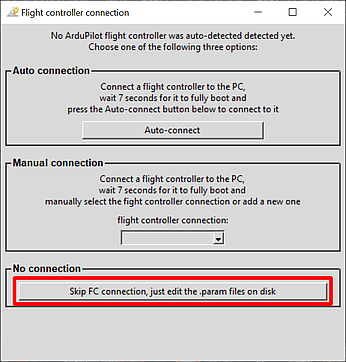 Flight controller connection
No ArduPilot flight controller was auto-detected detected yet.
Choose one of the following three options:
Auto connection
Connect a flight controller to the PC,
wait 7 seconds for it to fully boot and
press the Auto-connect button below to connect to it
Auto-connect
Manual connection
Connect a flight controller to the PC,
wait 7 seconds for it to fully boot and
manually select the fight controller connection or add a new one
flight controller connection:
No connection
Skip FC connection, just edit the .param files on disk